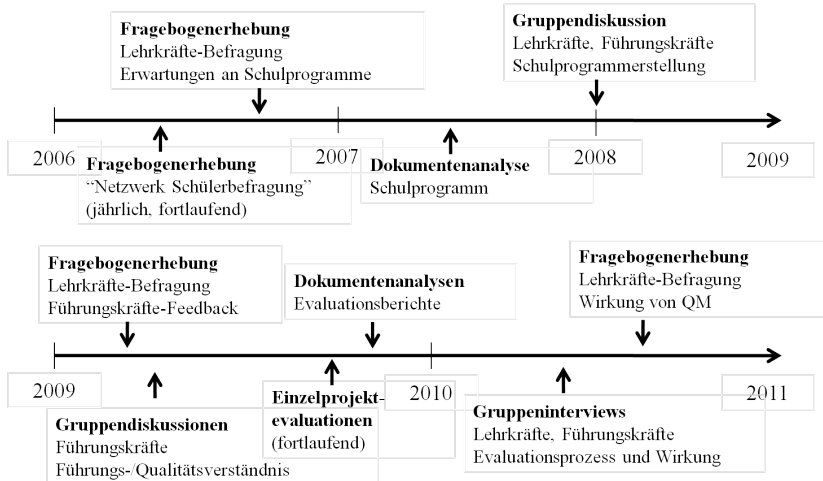 Fragebogenerhebung
Lehrkräfte-Befragung
Erwartungen an Schulprogramme
Gruppendiskussion
Lehrkräfte, Führungskräfte
Schulprogrammerstellung
2006
2007
2008
2009
Fragebogenerhebung
“Netzwerk Schülerbefragung”
(jährlich, fortlaufend)
Dokumentenanalyse
Schulprogramm
Fragebogenerhebung
Lehrkräfte-Befragung
Führungskräfte-Feedback
Dokumentenanalysen
Evaluationsberichte
Fragebogenerhebung
Lehrkräfte-Befragung
Wirkung von QM
2009
2010
2011
Gruppendiskussionen
Führungskräfte
Führungs-/Qualitätsverständnis
Einzelprojekt-
evaluationen
(fortlaufend)
Gruppeninterviews
Lehrkräfte, Führungskräfte
Evaluationsprozess und Wirkung